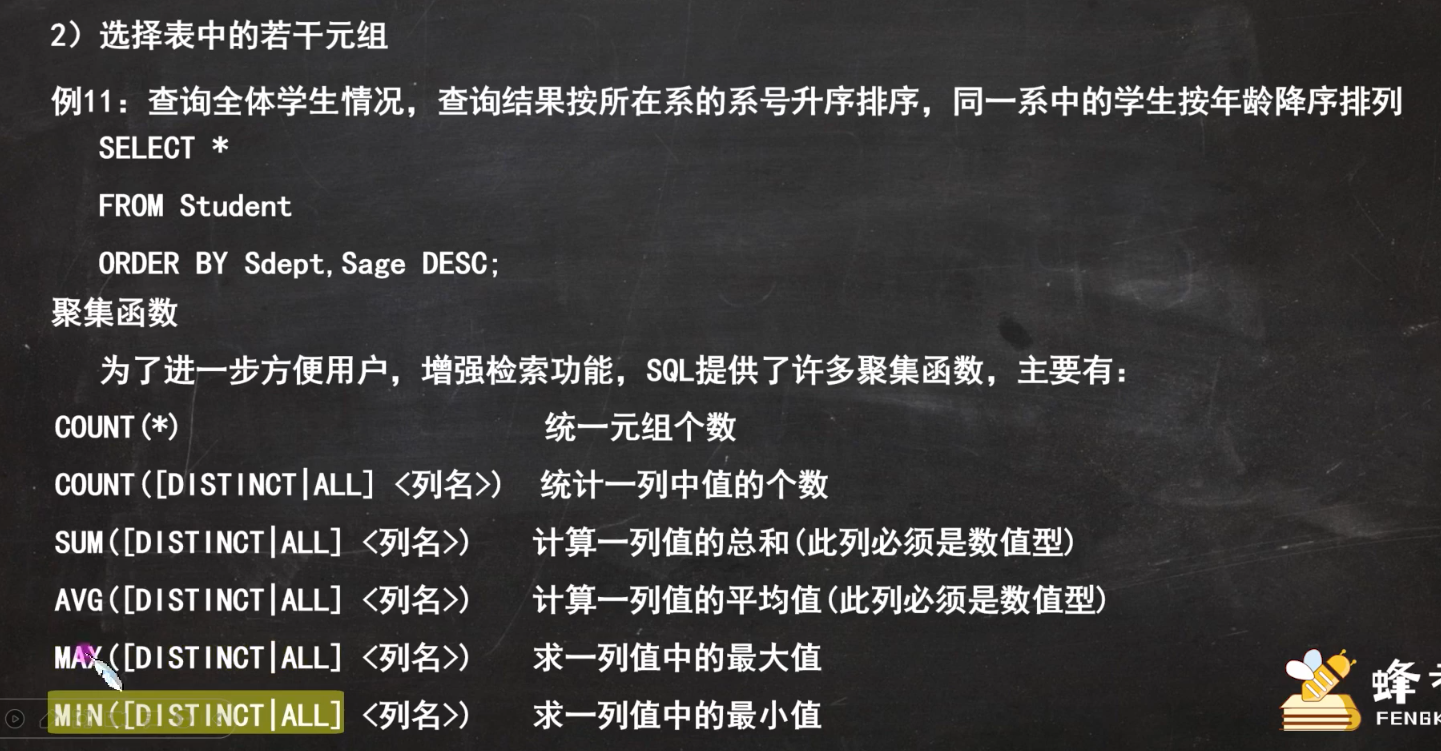 2）选择表中的若干元组
例11：查询全体学生情况，查询结果按所在系的系号升序排序，同一系中的学生按年龄降序排列
SELECT *
FROM Student
ORDER BY Sdept,Sage DESC;
聚集函数
为了进一步方便用户，增强检索功能，SQL提供了许多聚集函数，主要有：
COUNT(*) 统一元组个数
COUNT([DISTINCT|ALL] <列名>) 统计一列中值的个数
SUM([DISTINCT|ALL] <列名>) 计算一列值的总和(此列必须是数值型)
AVG([DISTINCT|ALL] <列名>) 计算一列值的平均值(此列必须是数值型)
MAX([DISTINCT|ALL] <列名>) 求一列值中的最大值
MIN([DISTINCT|ALL] <列名>) 求一列值中的最小值
蜂
FENGK